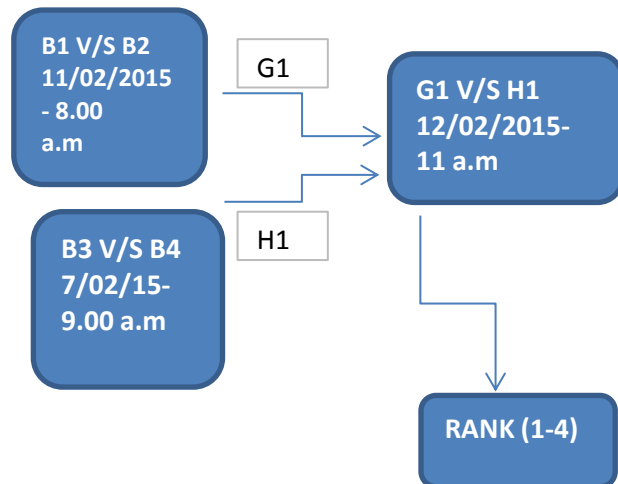 B1 V/S B2
11/02/2015
- 8.00
a.m
G1
G1 V/S H1
12/02/2015-
11 a.m
B3 V/S B4
7/02/15-
9.00 a.m
H1
RANK (1-4)